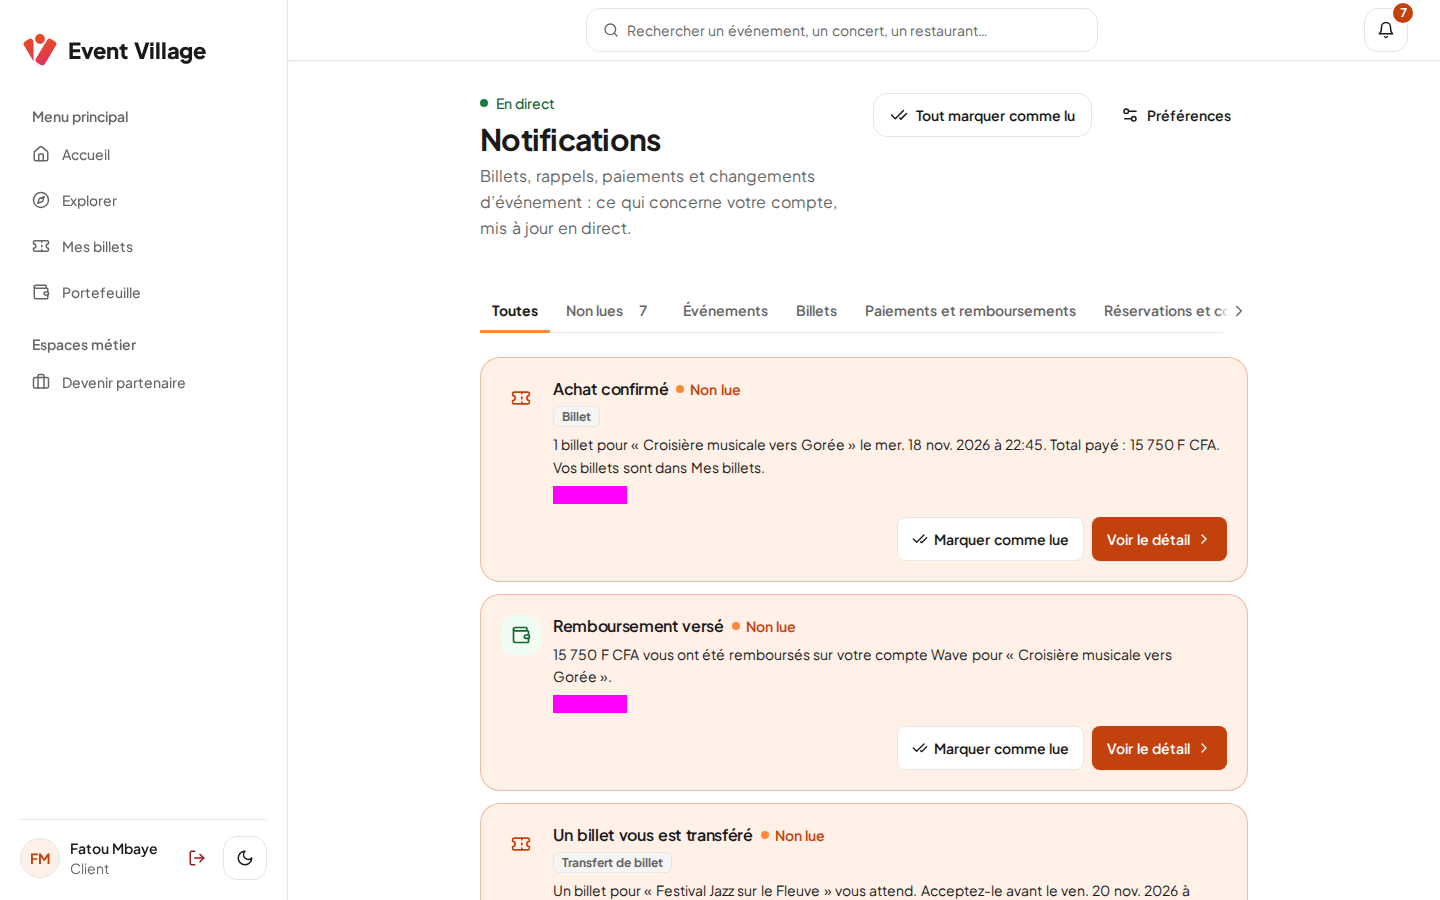 Event Village
Rechercher un événement, un concert, un restaurant…
7
Menu principal
Accueil
Explorer
Mes billets
Portefeuille
Espaces métier
Devenir partenaire
FM
Fatou Mbaye
Client
En direct
Notifications
Billets, rappels, paiements et changements
d’événement : ce qui concerne votre compte,
mis à jour en direct.
Tout marquer comme lu
Préférences
Toutes
Non lues 7
Événements
Billets
Paiements et remboursements
Réservations et
Achat confirmé
Non lue
Billet
1 billet pour « Croisière musicale vers Gorée » le mer. 18 nov. 2026 à 22:45. Total payé : 15 750 F CFA.
Vos billets sont dans Mes billets.
Marquer comme lue
Voir le détail
Remboursement versé
Non lue
15 750 F CFA vous ont été remboursés sur votre compte Wave pour « Croisière musicale vers
Gorée ».
Marquer comme lue
Voir le détail
Un billet vous est transféré
Non lue
Transfert de billet
Un billet pour « Festival Jazz sur le Fleuve » vous attend. Acceptez-le avant le ven. 20 nov. 2026 à